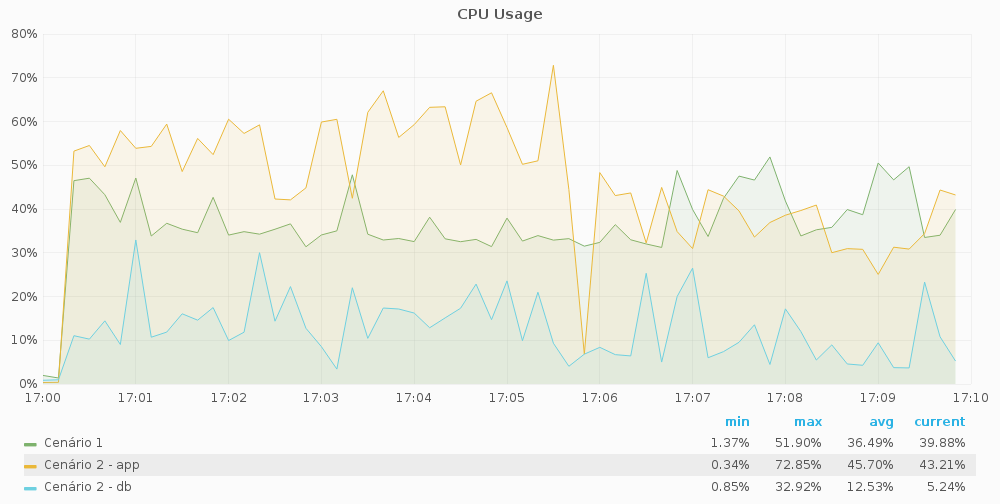 CPU Usage
80%
70%
60%
50%
40%
30%
20%
10%
0%
17:00 17:01 17:02 17:03 17:04 17:05 17:06 17:07 17:08 17:09 17:10
min max avg current
Cenário 1 1.37% 51.90% 36.49% 39.88%
Cenário 2 - app 0.34% 72.85% 45.70% 43.21%
Cenário 2 - db 0.85% 32.92% 12.53% 5.24%